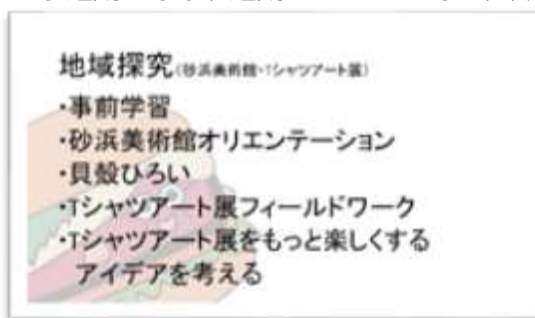 地域探究(砂浜美術館・Tシャツアート展)
・事前学習
・砂浜美術館オリエンテーション
・貝殻ひろい
・Tシャツアート展フィールドワーク
・Tシャツアート展をもっと楽しくする
アイデアを考える